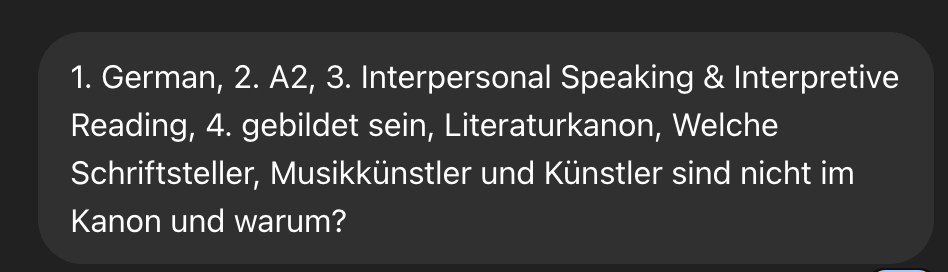 1. German, 2. A2, 3. Interpersonal Speaking & Interpretive
Reading, 4. gebildet sein, Literaturkanon, Welche
Schriftsteller, Musikkünstler und Künstler sind nicht im
Kanon und warum?